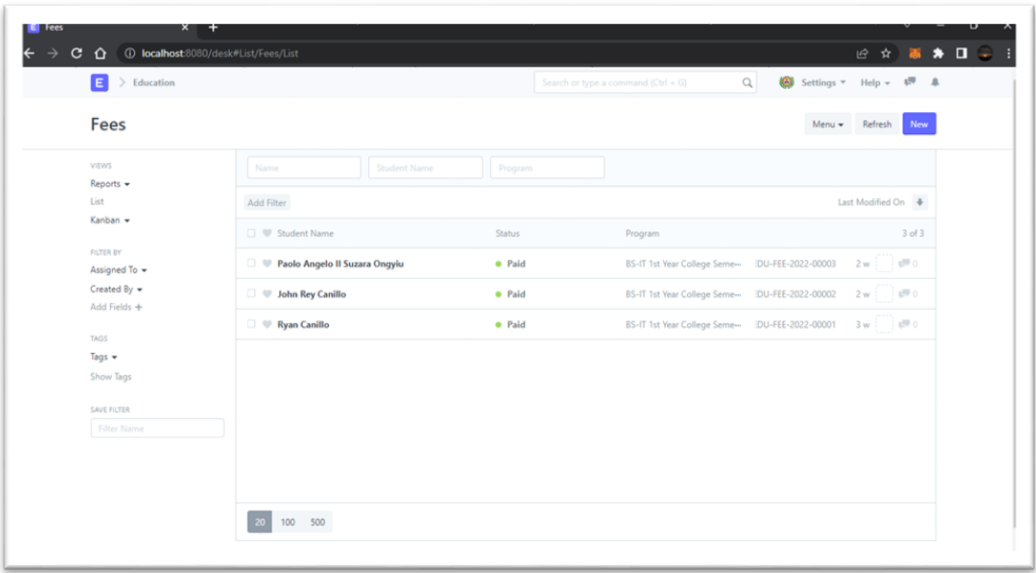 Fees
localhost:8080/desk#List/Fees/List
E Education Search or type a command (Ctrl + G) Settings Help
Fees Menu Refresh New
VIEWS
Reports
List
Kanban
FILTER BY
Assigned To
Created By
Add Fields +
TAGS
Tags
Show Tags
SAVE FILTER
Filter Name
Name Student Name Program
Add Filter Last Modified On
Student Name Status Program 3 of 3
Paolo Angelo II Suzara Ongyiu Paid BS-IT 1st Year College Seme— :DU-FEE-2022-00003 2 w 0
John Rey Canillo Paid BS-IT 1st Year College Seme— :DU-FEE-2022-00002 2 w 0
Ryan Canillo Paid BS-IT 1st Year College Seme— :DU-FEE-2022-00001 3 w 0
20 100 500